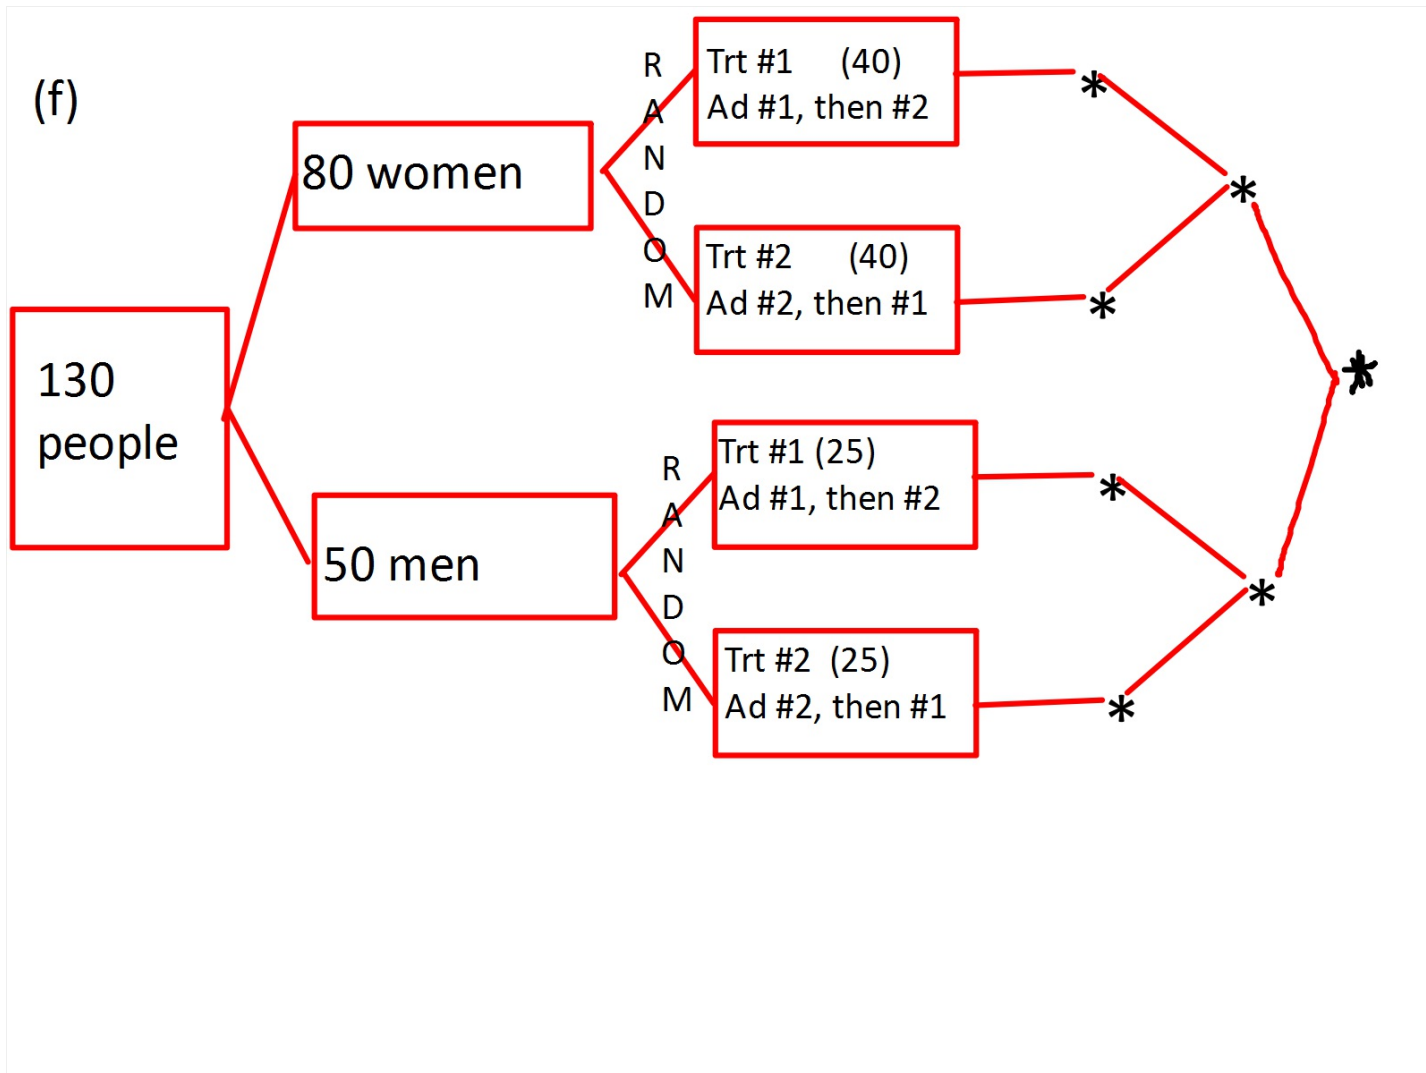 (f)
130
people
80 women
50 men
R
A
N
D
O
M
Trt #1 (40)
Ad #1, then #2
*
Trt #2 (40)
Ad #2, then #1
*
*
R
A
N
D
O
M
Trt #1 (25)
Ad #1, then #2
*
Trt #2 (25)
Ad #2, then #1
*
*
*